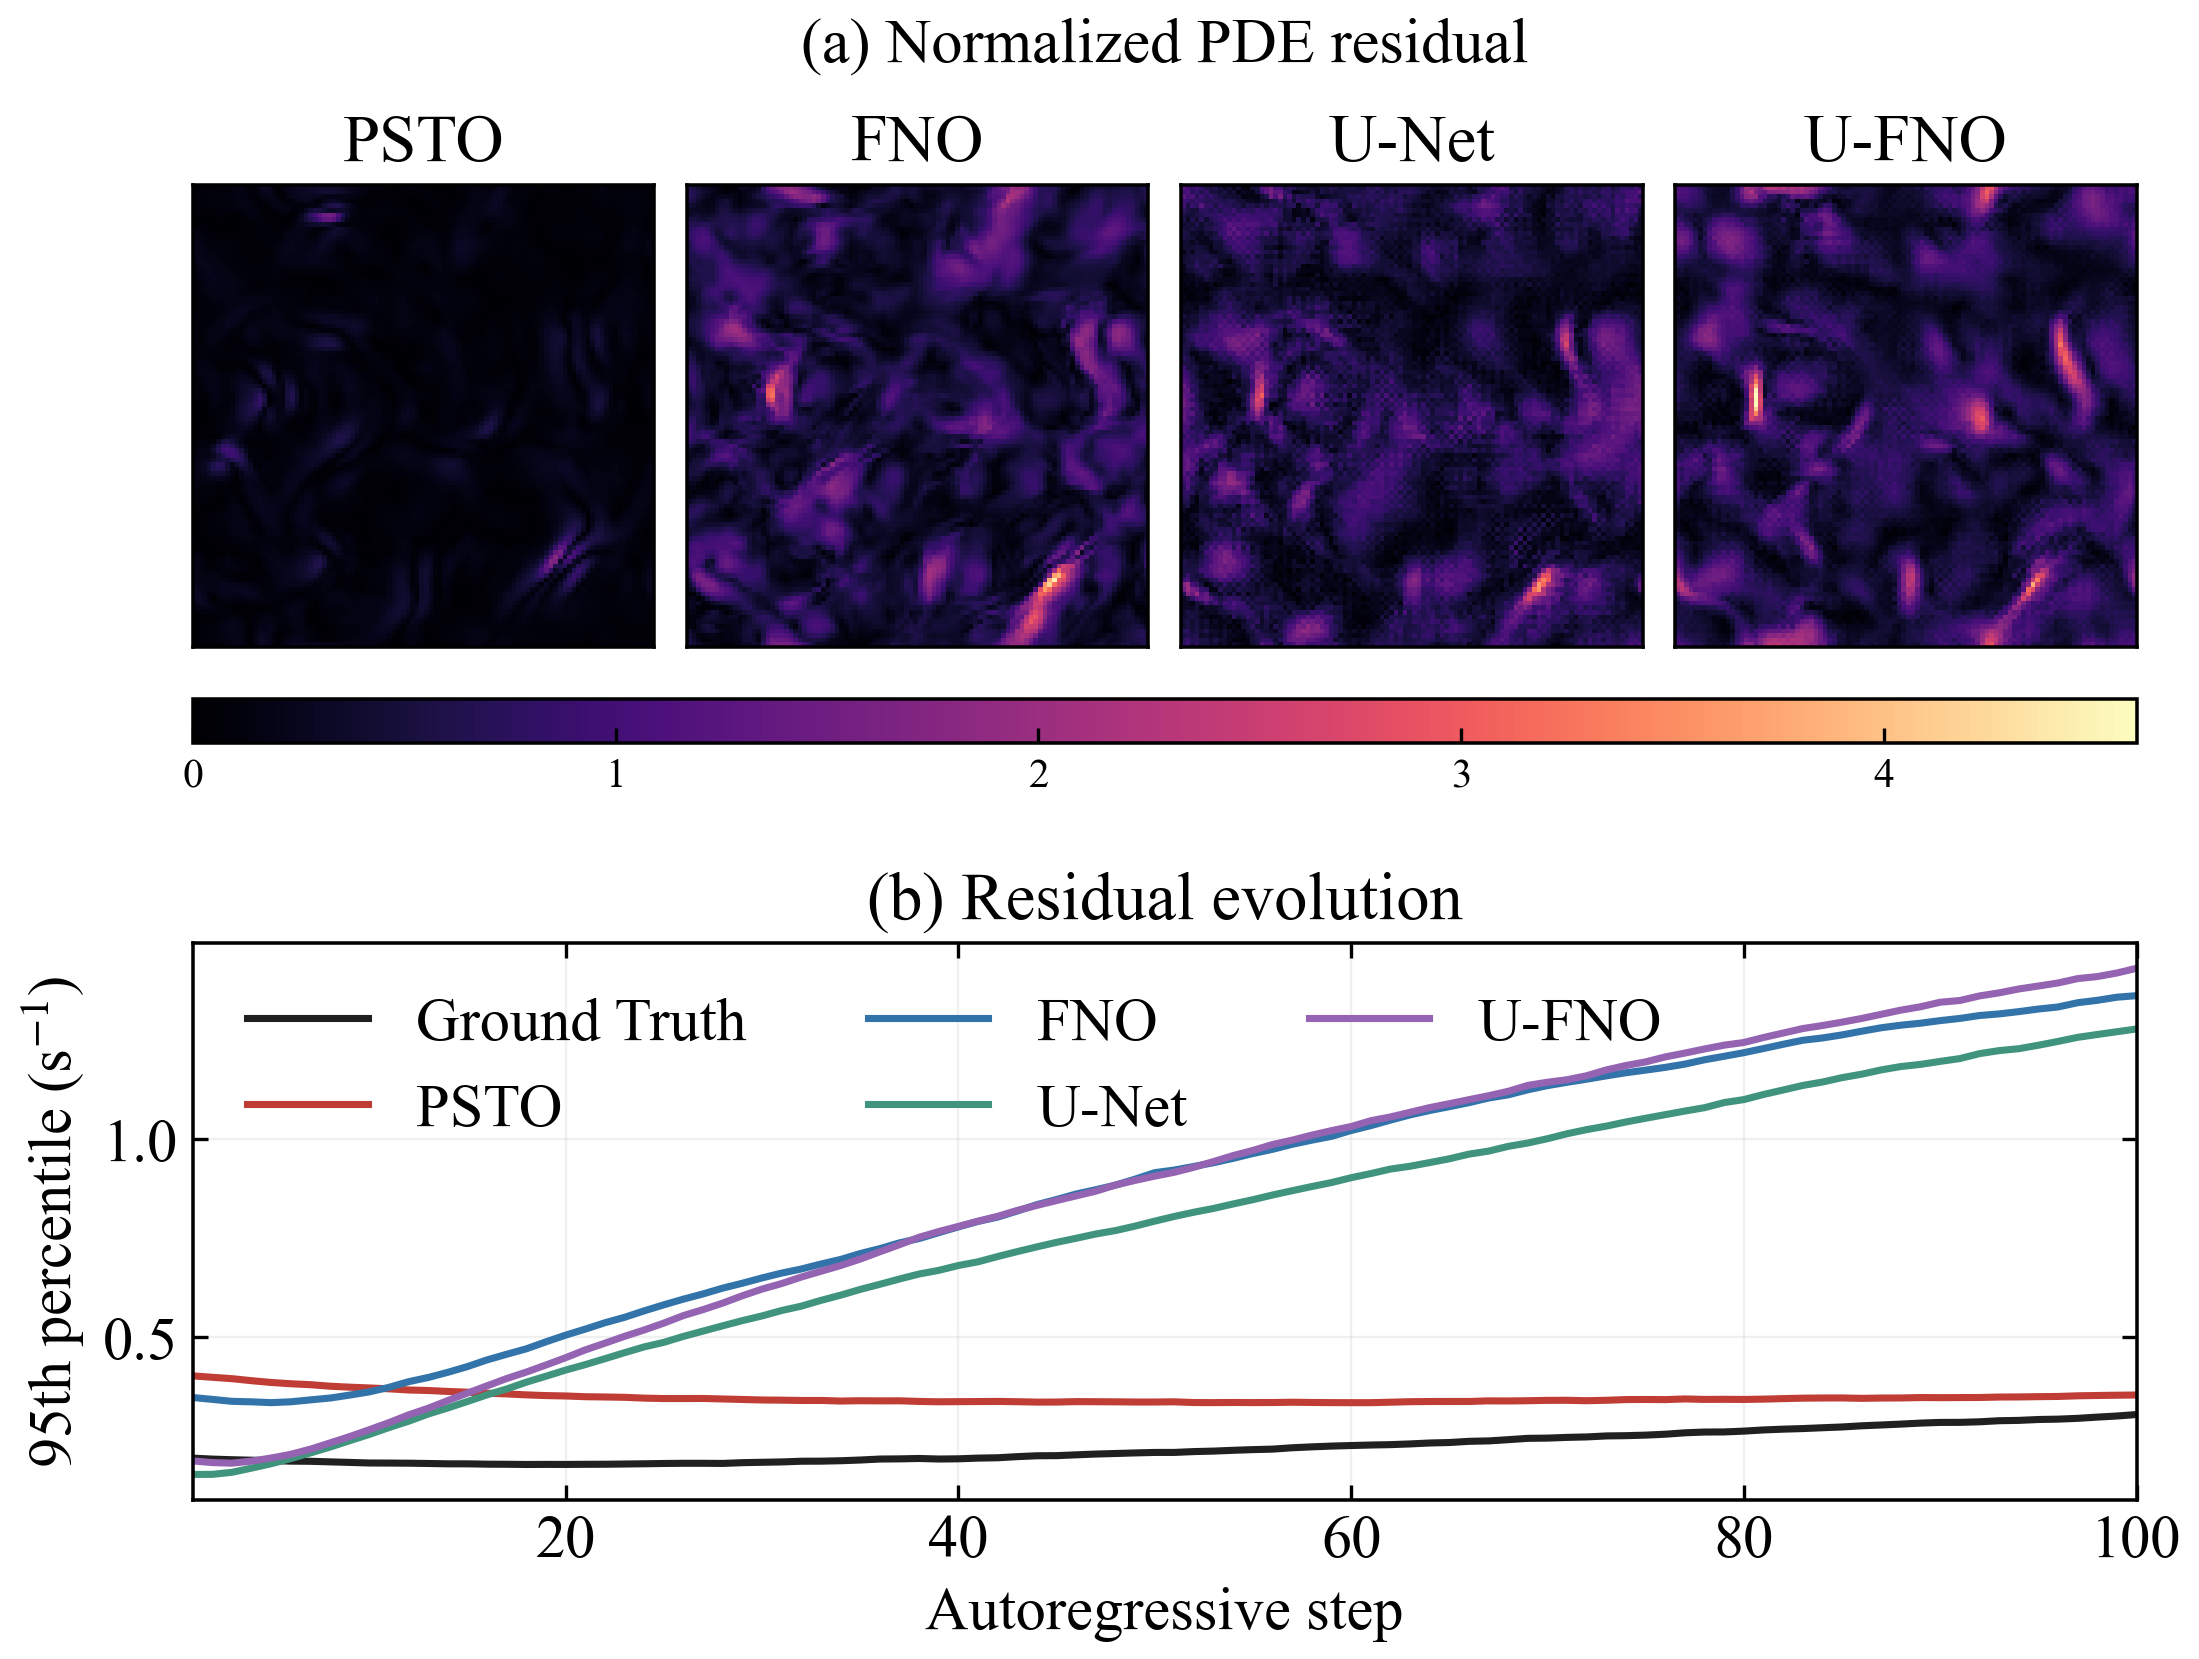 (a) Normalized PDE residual
PSTO FNO U-Net U-FNO
0 1 2 3 4
(b) Residual evolution
95th percentile (s⁻¹)
Ground Truth FNO U-FNO
PSTO U-Net
1.0
0.5
20 40 60 80 100
Autoregressive step